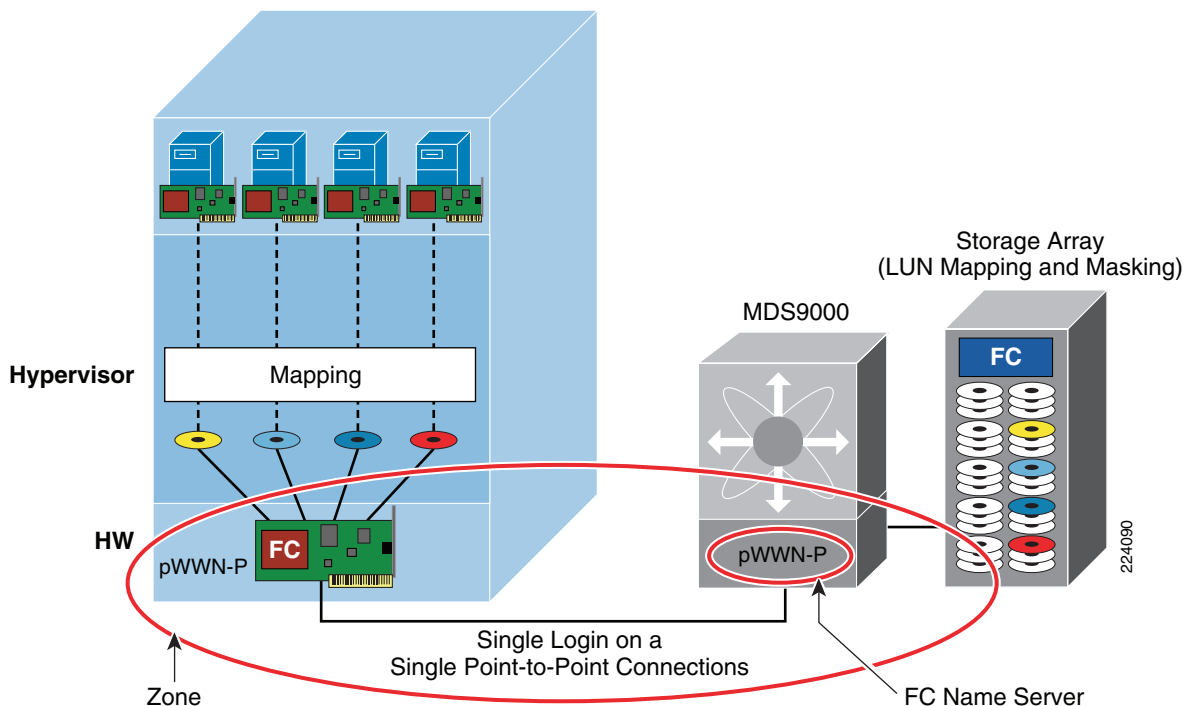 Storage Array
(LUN Mapping and Masking)
MDS9000
FC
Hypervisor
Mapping
HW
FC
pWWN-P
pWWN-P
224090
Single Login on a
Single Point-to-Point Connections
Zone
FC Name Server